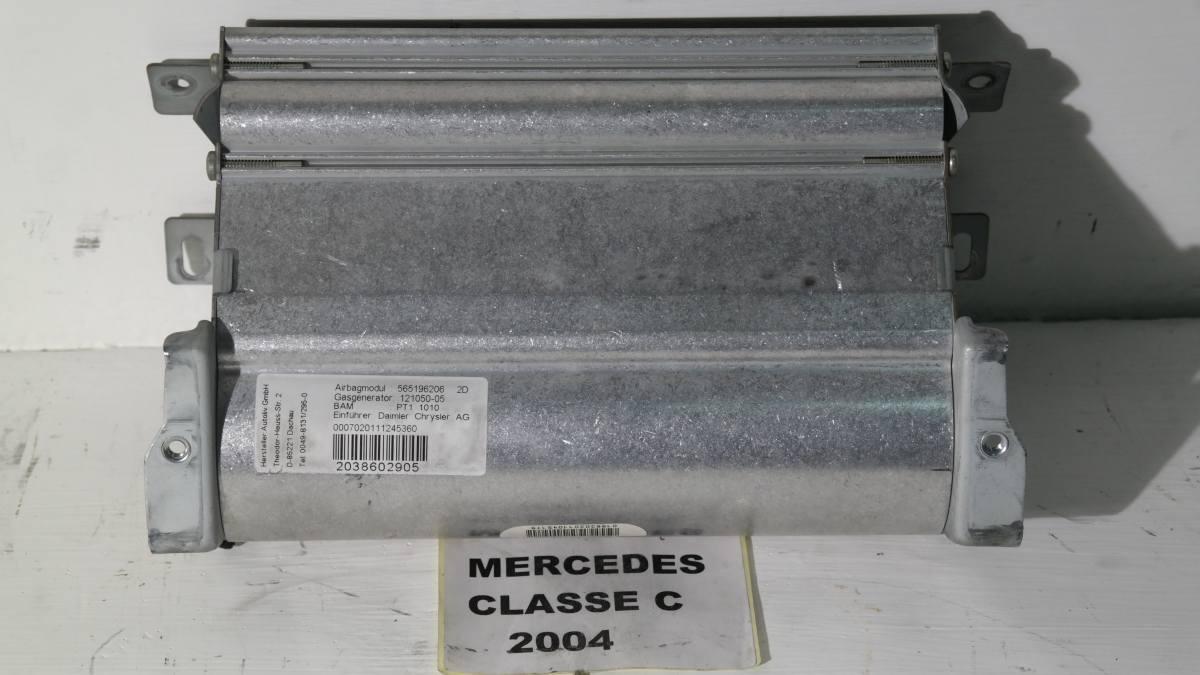 Hersteller Autoliv GmbH
Theodor-Heuss-Str. 2
D-85221 Dachau
Tel. 0049-8131/295-0
Airbagmodul 565196206 2D
Gasgenerator 121050-05
BAM PT1 1010
Einführer Daimler Chrysler AG
0007020111245360
2038602905
MERCEDES
CLASSE C
2004